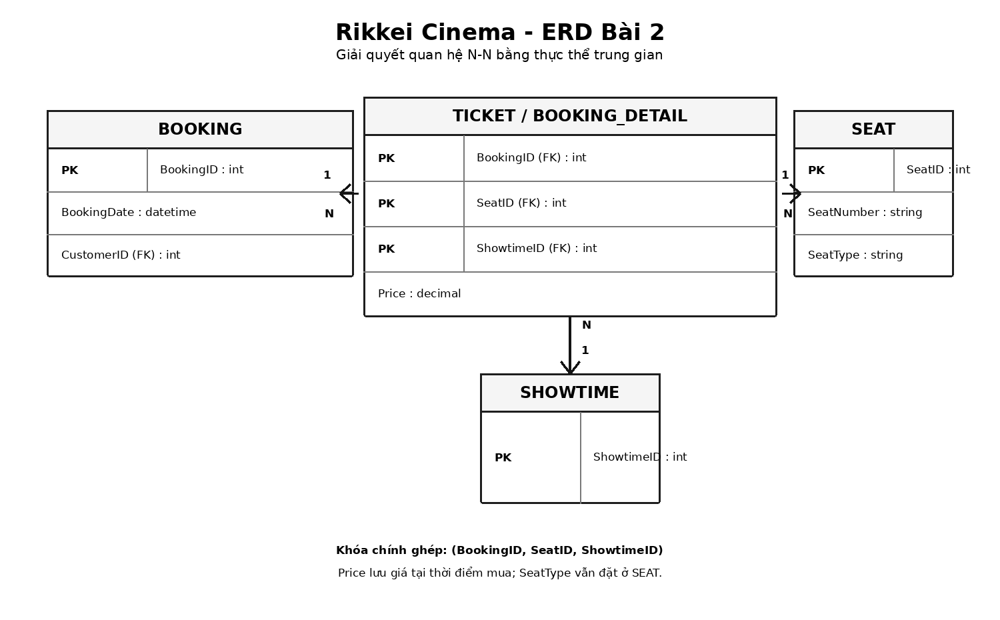 Rikkei Cinema - ERD Bài 2
Giải quyết quan hệ N-N bằng thực thể trung gian
BOOKING
PK BookingID : int
BookingDate : datetime
CustomerID (FK) : int
1
N
TICKET / BOOKING_DETAIL
PK BookingID (FK) : int
PK SeatID (FK) : int
PK ShowtimeID (FK) : int
Price : decimal
1
N
SEAT
PK SeatID : int
SeatNumber : string
SeatType : string
N
1
SHOWTIME
PK ShowtimeID : int
Khóa chính ghép: (BookingID, SeatID, ShowtimeID)
Price lưu giá tại thời điểm mua; SeatType vẫn đặt ở SEAT.